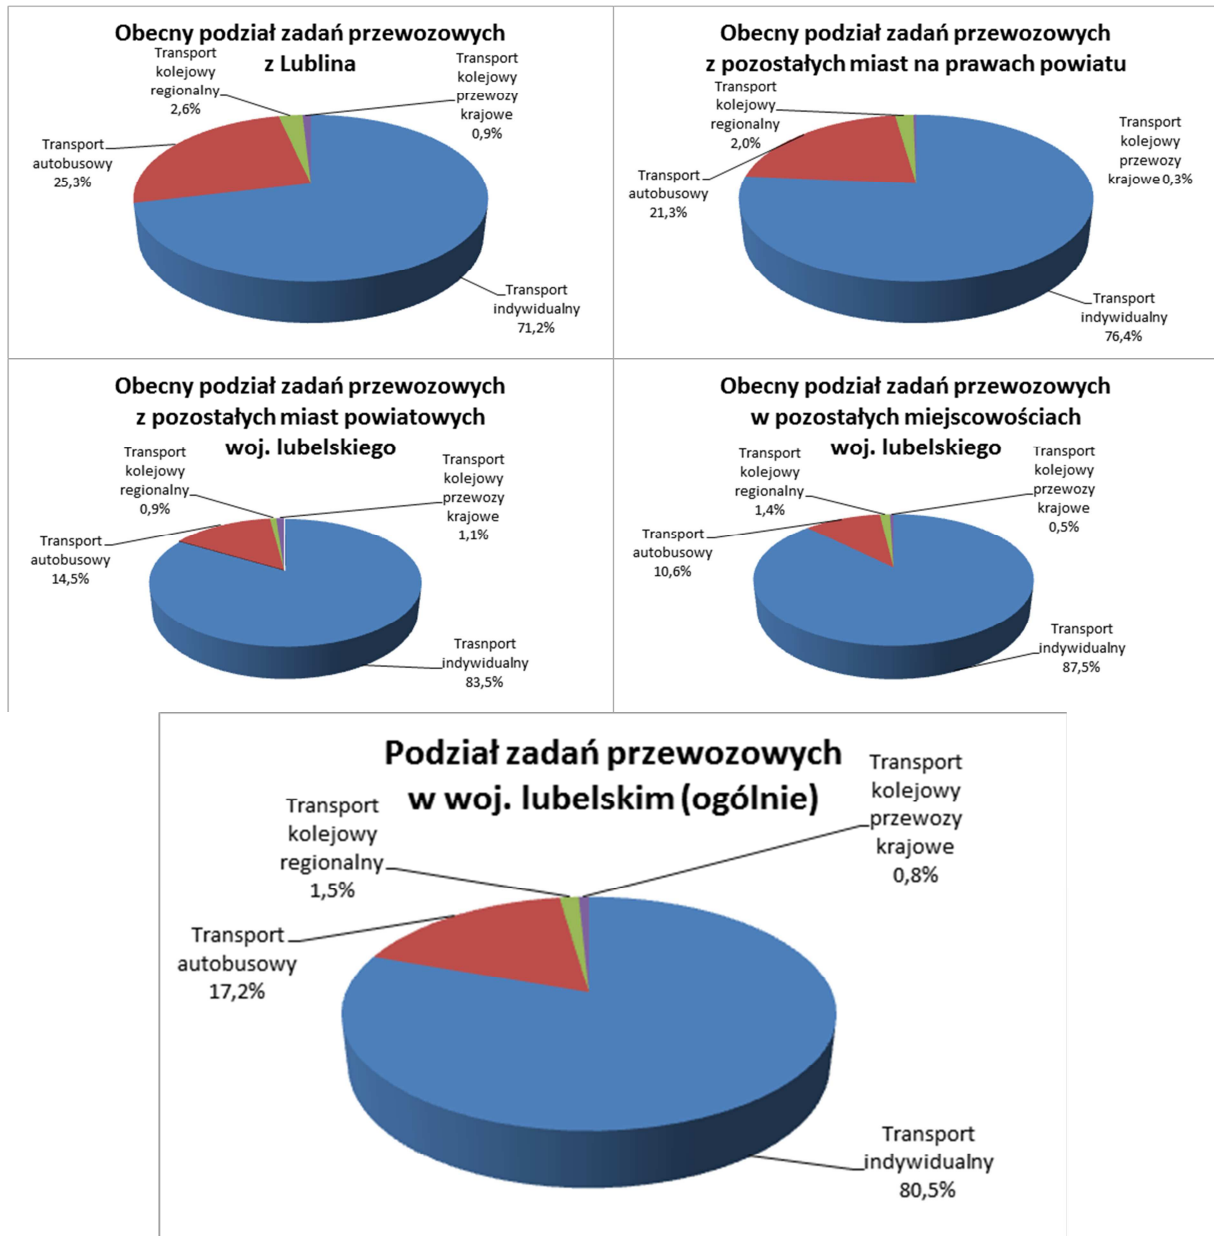 Obecny podział zadań przewozowych
z Lublina
Transport
kolejowy
regionalny
2,6%
Transport
kolejowy
przewozy
krajowe
0,9%
Transport
autobusowy
25,3%
Transport
indywidualny
71,2%
Obecny podział zadań przewozowych
z pozostałych miast na prawach powiatu
Transport
kolejowy
regionalny
2,0%
Transport
kolejowy
przewozy
krajowe 0,3%
Transport
autobusowy
21,3%
Transport
indywidualny
76,4%
Obecny podział zadań przewozowych
z pozostałych miast powiatowych
woj. lubelskiego
Transport
kolejowy
regionalny
0,9%
Transport
kolejowy
przewozy
krajowe
1,1%
Transport
autobusowy
14,5%
Trasnport
indywidualny
83,5%
Obecny podział zadań przewozowych
w pozostałych miejscowościach
woj. lubelskiego
Transport
kolejowy
regionalny
1,4%
Transport
kolejowy
przewozy
krajowe
0,5%
Transport
autobusowy
10,6%
Transport
indywidualny
87,5%
Podział zadań przewozowych
w woj. lubelskim (ogólnie)
Transport
kolejowy
regionalny
1,5%
Transport
kolejowy
przewozy
krajowe
0,8%
Transport
autobusowy
17,2%
Transport
indywidualny
80,5%